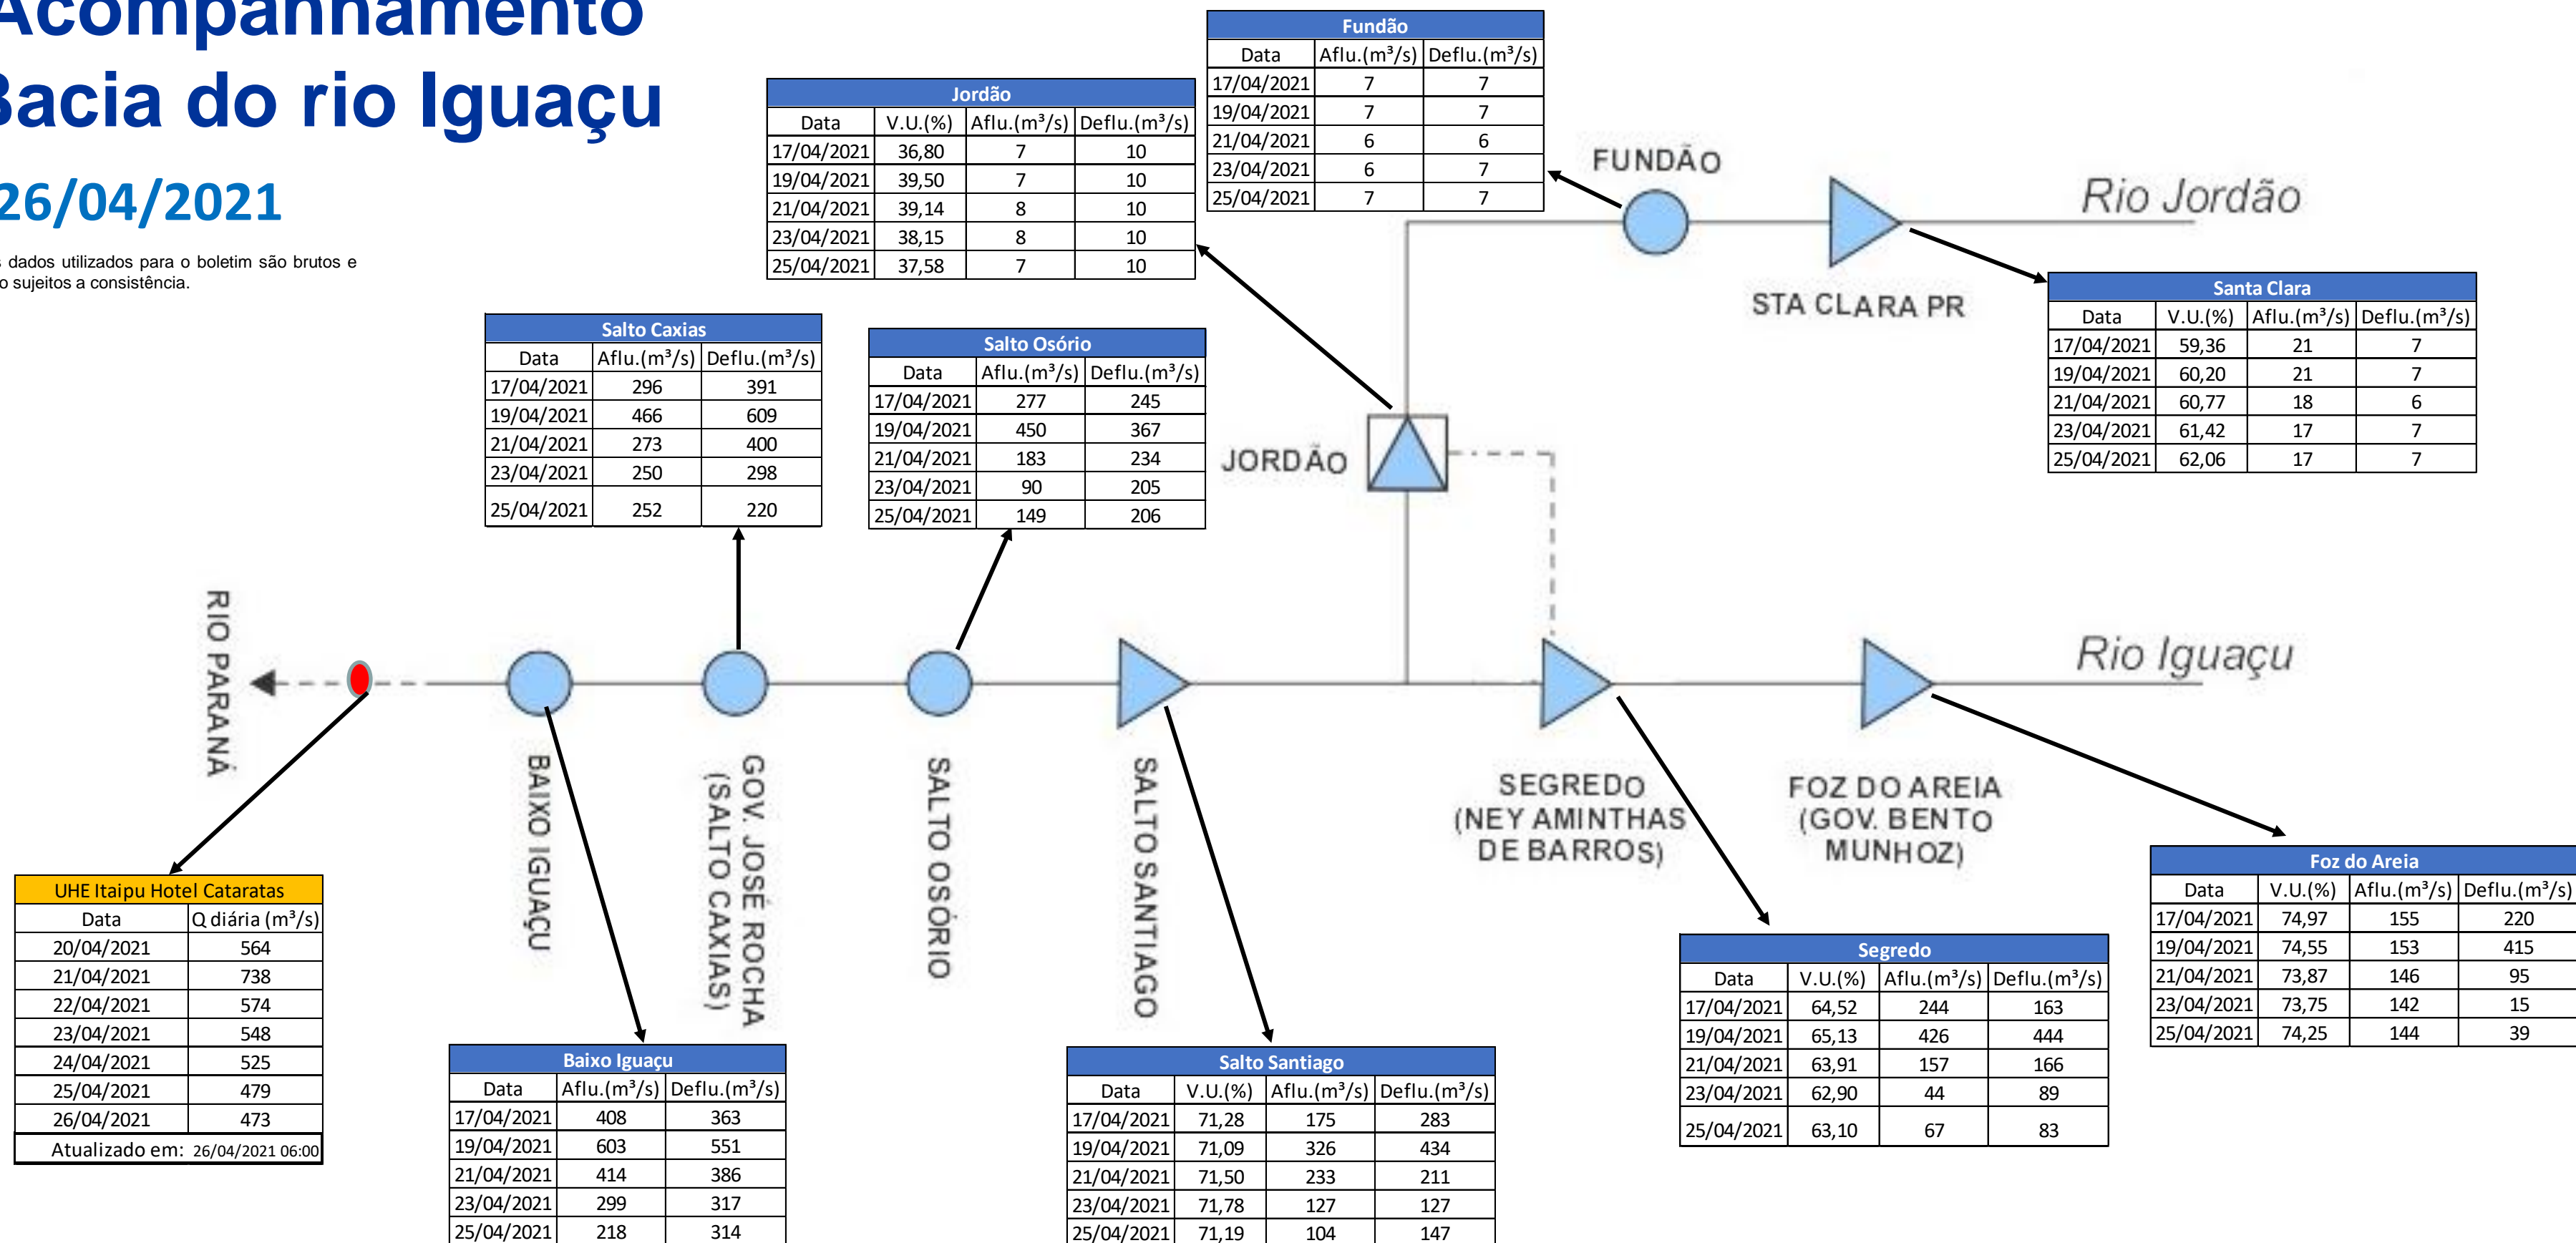 Acompanhamento
Bacia do rio Iguaçu
26/04/2021
s dados utilizados para o boletim são brutos e
o sujeitos a consistência.
Fundão
Data Aflu.(m³/s) Deflu.(m³/s)
17/04/2021 7 7
19/04/2021 7 7
21/04/2021 6 6
23/04/2021 6 7
25/04/2021 7 7
Jordão
Data V.U.(%) Aflu.(m³/s) Deflu.(m³/s)
17/04/2021 36,80 7 10
19/04/2021 39,50 7 10
21/04/2021 39,14 8 10
23/04/2021 38,15 8 10
25/04/2021 37,58 7 10
FUNDÃO
STA CLARA PR
Rio Jordão
Santa Clara
Data V.U.(%) Aflu.(m³/s) Deflu.(m³/s)
17/04/2021 59,36 21 7
19/04/2021 60,20 21 7
21/04/2021 60,77 18 6
23/04/2021 61,42 17 7
25/04/2021 62,06 17 7
Salto Caxias
Data Aflu.(m³/s) Deflu.(m³/s)
17/04/2021 296 391
19/04/2021 466 609
21/04/2021 273 400
23/04/2021 250 298
25/04/2021 252 220
Salto Osório
Data Aflu.(m³/s) Deflu.(m³/s)
17/04/2021 277 245
19/04/2021 450 367
21/04/2021 183 234
23/04/2021 90 205
25/04/2021 149 206
JORDÃO
RIO PARANÁ
BAIXO IGUAÇU
GOV. JOSÉ ROCHA
(SALTO CAXIAS)
SALTO OSÓRIO
SALTO SANTIAGO
SEGREDO
(NEY AMINTHAS
DE BARROS)
FOZ DO AREIA
(GOV. BENTO
MUNHOZ)
Rio Iguaçu
UHE Itaipu Hotel Cataratas
Data Q diária (m³/s)
20/04/2021 564
21/04/2021 738
22/04/2021 574
23/04/2021 548
24/04/2021 525
25/04/2021 479
26/04/2021 473
Atualizado em: 26/04/2021 06:00
Baixo Iguaçu
Data Aflu.(m³/s) Deflu.(m³/s)
17/04/2021 408 363
19/04/2021 603 551
21/04/2021 414 386
23/04/2021 299 317
25/04/2021 218 314
Salto Santiago
Data V.U.(%) Aflu.(m³/s) Deflu.(m³/s)
17/04/2021 71,28 175 283
19/04/2021 71,09 326 434
21/04/2021 71,50 233 211
23/04/2021 71,78 127 127
25/04/2021 71,19 104 147
Segredo
Data V.U.(%) Aflu.(m³/s) Deflu.(m³/s)
17/04/2021 64,52 244 163
19/04/2021 65,13 426 444
21/04/2021 63,91 157 166
23/04/2021 62,90 44 89
25/04/2021 63,10 67 83
Foz do Areia
Data V.U.(%) Aflu.(m³/s) Deflu.(m³/s)
17/04/2021 74,97 155 220
19/04/2021 74,55 153 415
21/04/2021 73,87 146 95
23/04/2021 73,75 142 15
25/04/2021 74,25 144 39